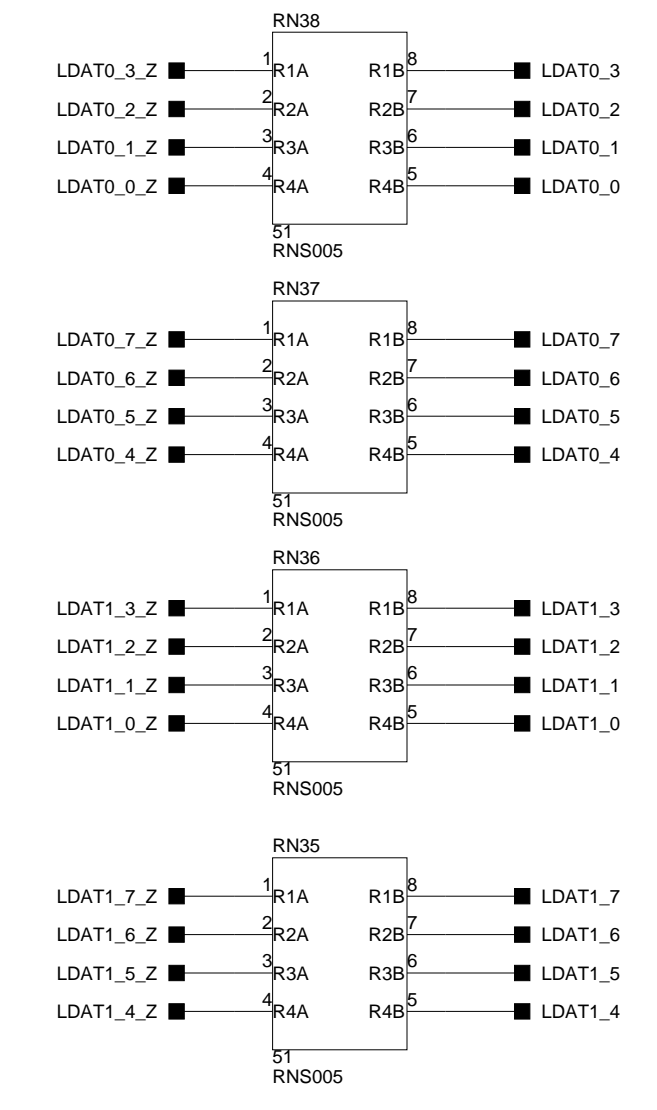 RN38
LDAT0_3_Z 1 R1A R1B 8 LDAT0_3
LDAT0_2_Z 2 R2A R2B 7 LDAT0_2
LDAT0_1_Z 3 R3A R3B 6 LDAT0_1
LDAT0_0_Z 4 R4A R4B 5 LDAT0_0
51
RNS005
RN37
LDAT0_7_Z 1 R1A R1B 8 LDAT0_7
LDAT0_6_Z 2 R2A R2B 7 LDAT0_6
LDAT0_5_Z 3 R3A R3B 6 LDAT0_5
LDAT0_4_Z 4 R4A R4B 5 LDAT0_4
51
RNS005
RN36
LDAT1_3_Z 1 R1A R1B 8 LDAT1_3
LDAT1_2_Z 2 R2A R2B 7 LDAT1_2
LDAT1_1_Z 3 R3A R3B 6 LDAT1_1
LDAT1_0_Z 4 R4A R4B 5 LDAT1_0
51
RNS005
RN35
LDAT1_7_Z 1 R1A R1B 8 LDAT1_7
LDAT1_6_Z 2 R2A R2B 7 LDAT1_6
LDAT1_5_Z 3 R3A R3B 6 LDAT1_5
LDAT1_4_Z 4 R4A R4B 5 LDAT1_4
51
RNS005